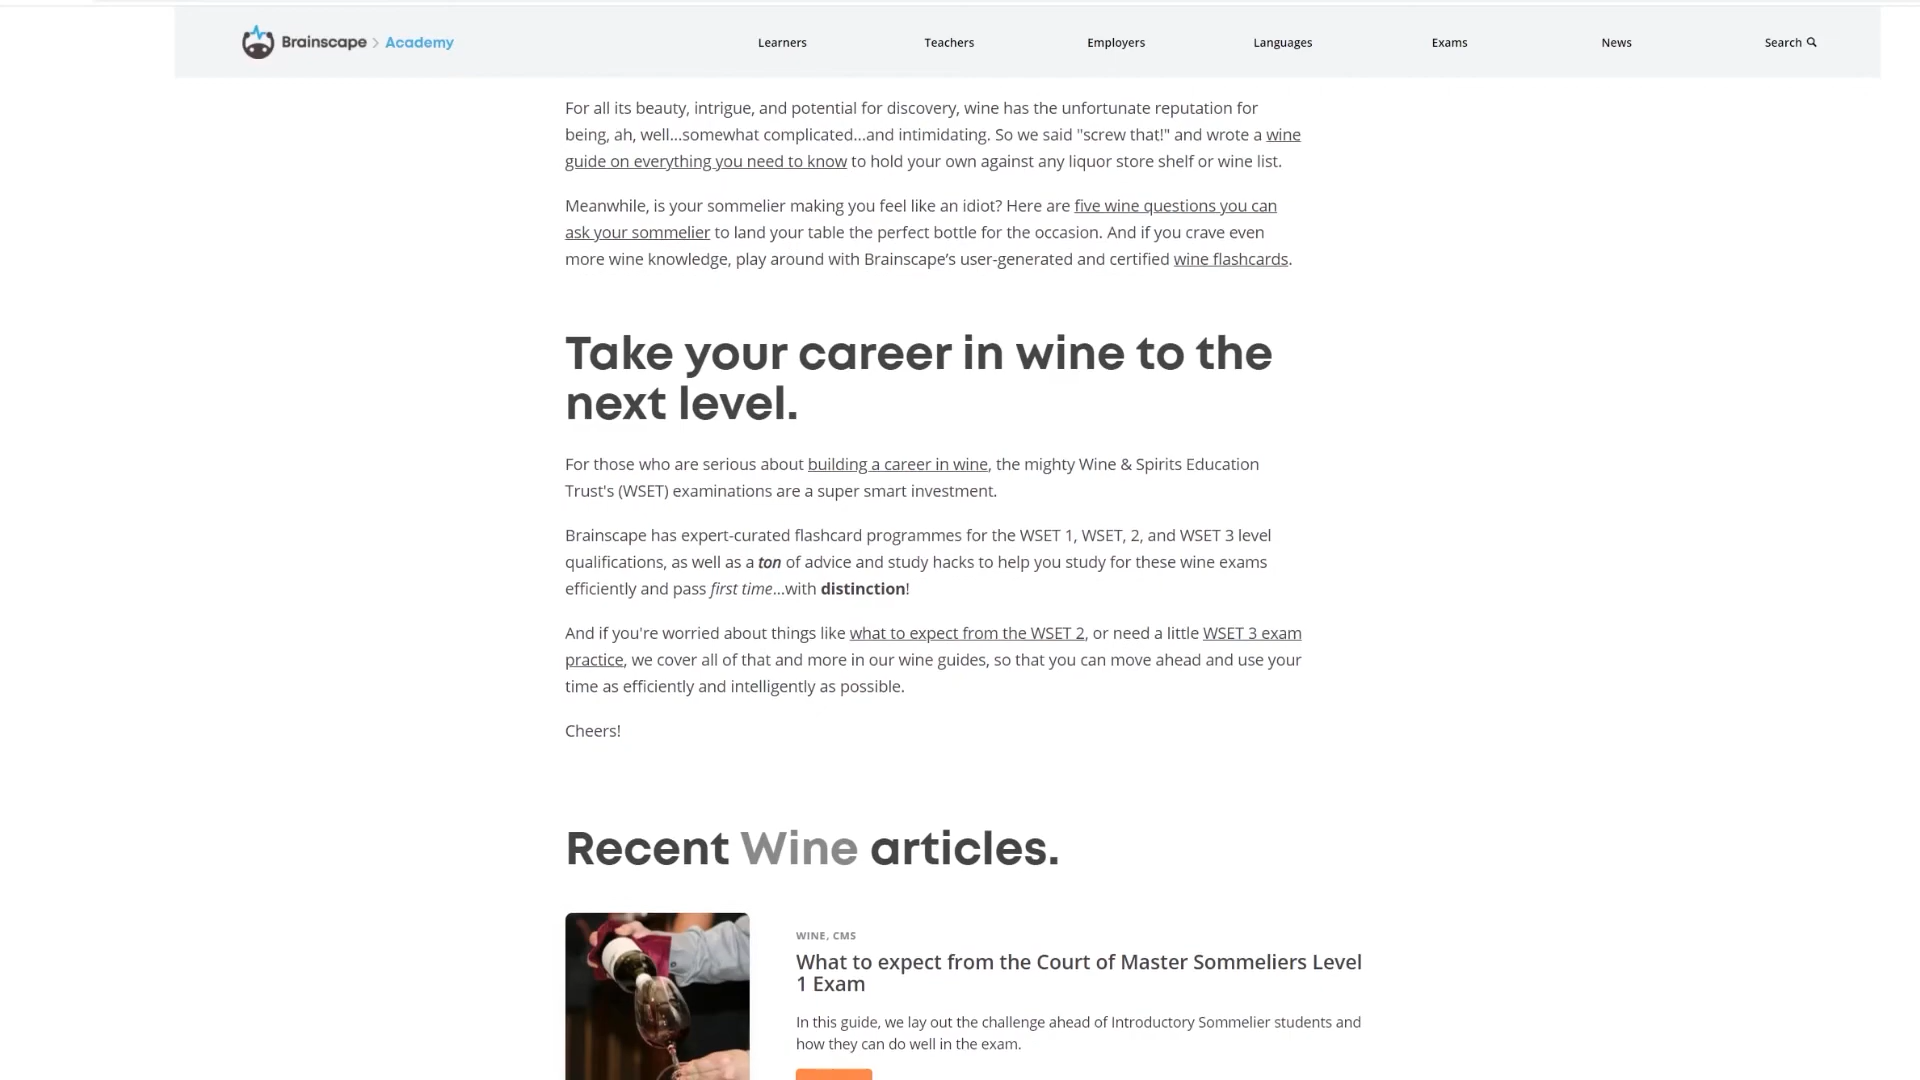 Brainscape > Academy
Learners
Teachers
Employers
Languages
Exams
News
Search
For all its beauty, intrigue, and potential for discovery, wine has the unfortunate reputation for
being, ah, well...somewhat complicated...and intimidating. So we said "screw that!" and wrote a wine
guide on everything you need to know to hold your own against any liquor store shelf or wine list.
Meanwhile, is your sommelier making you feel like an idiot? Here are five wine questions you can
ask your sommelier to land your table the perfect bottle for the occasion. And if you crave even
more wine knowledge, play around with Brainscape’s user-generated and certified wine flashcards.
Take your career in wine to the
next level.
For those who are serious about building a career in wine, the mighty Wine & Spirits Education
Trust's (WSET) examinations are a super smart investment.
Brainscape has expert-curated flashcard programmes for the WSET 1, WSET, 2, and WSET 3 level
qualifications, as well as a ton of advice and study hacks to help you study for these wine exams
efficiently and pass first time...with distinction!
And if you're worried about things like what to expect from the WSET 2, or need a little WSET 3 exam
practice, we cover all of that and more in our wine guides, so that you can move ahead and use your
time as efficiently and intelligently as possible.
Cheers!
Recent Wine articles.
WINE, CMS
What to expect from the Court of Master Sommeliers Level
1 Exam
In this guide, we lay out the challenge ahead of Introductory Sommelier students and
how they can do well in the exam.